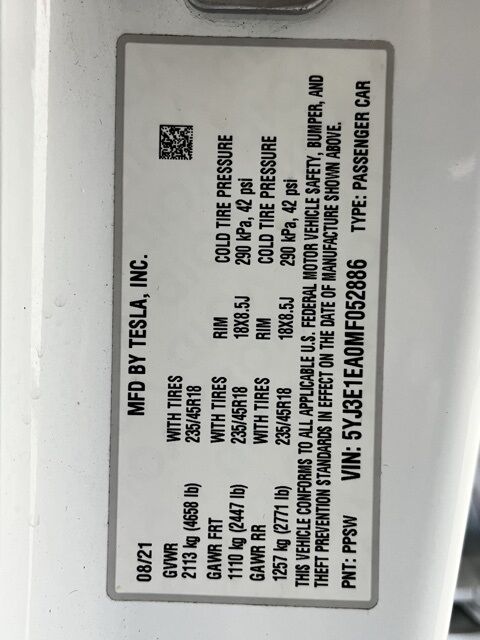 08/21 MFD BY TESLA, INC.
GVWR WITH TIRES
2113 kg (4658 lb) 235/45R18
GAWR FRT WITH TIRES RIM COLD TIRE PRESSURE
1110 kg (2447 lb) 235/45R18 18X8.5J 290 kPa, 42 psi
GAWR RR WITH TIRES RIM COLD TIRE PRESSURE
1257 kg (2771 lb) 235/45R18 18X8.5J 290 kPa, 42 psi
THIS VEHICLE CONFORMS TO ALL APPLICABLE U.S. FEDERAL MOTOR VEHICLE SAFETY, BUMPER, AND
THEFT PREVENTION STANDARDS IN EFFECT ON THE DATE OF MANUFACTURE SHOWN ABOVE.
PNT: PPSW VIN: 5YJ3E1EA0MF052886 TYPE: PASSENGER CAR